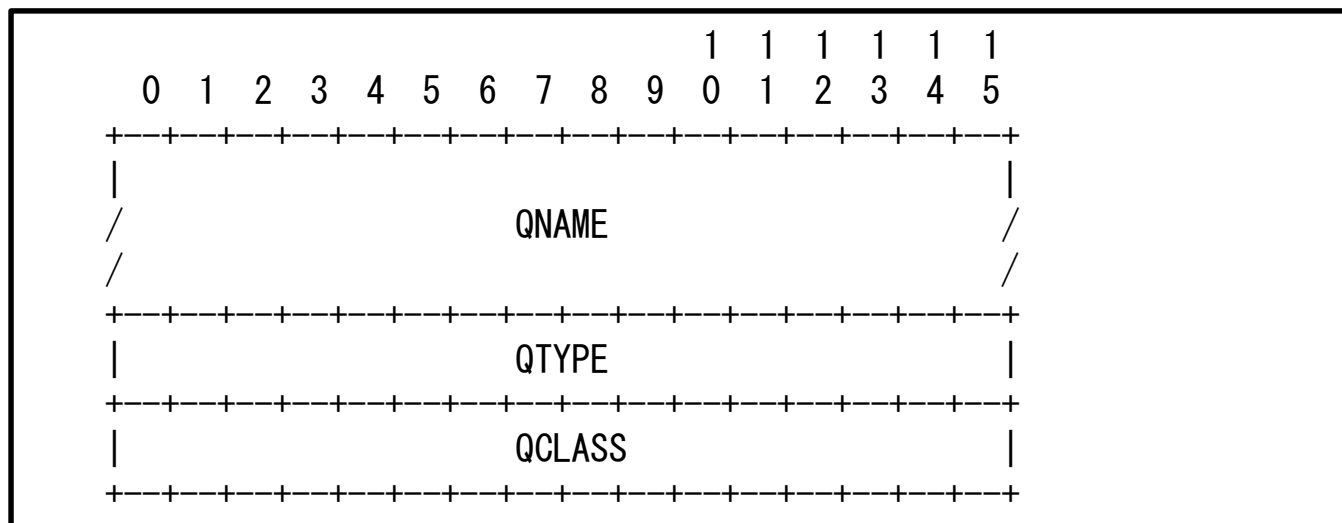 1  1  1  1  1  1
  0  1  2  3  4  5  6  7  8  9  0  1  2  3  4  5
+--+--+--+--+--+--+--+--+--+--+--+--+--+--+--+--+
|                                               |
/                     QNAME                     /
/                                               /
+--+--+--+--+--+--+--+--+--+--+--+--+--+--+--+--+
|                     QTYPE                     |
+--+--+--+--+--+--+--+--+--+--+--+--+--+--+--+--+
|                     QCLASS                    |
+--+--+--+--+--+--+--+--+--+--+--+--+--+--+--+--+